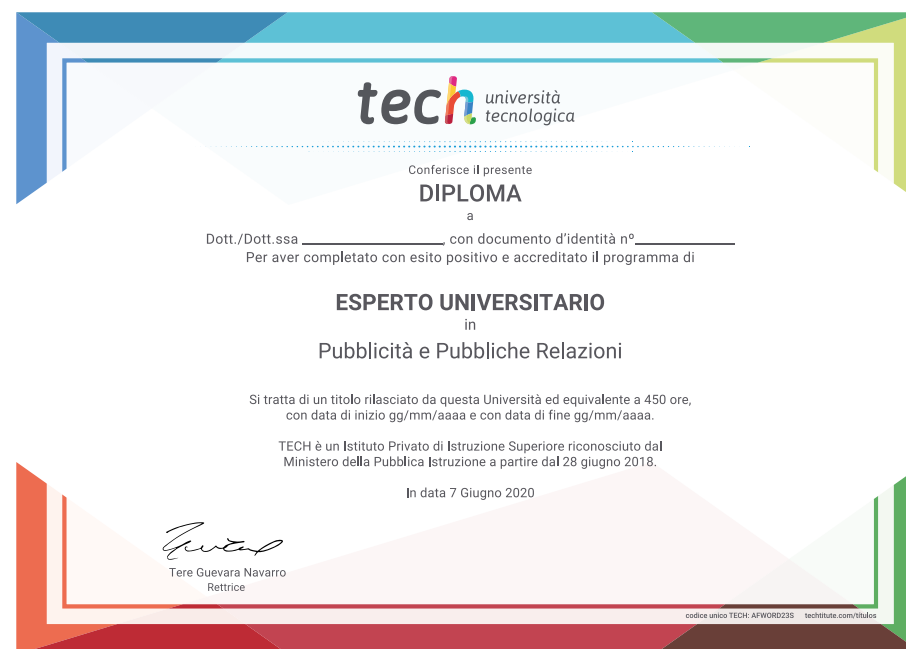 tech università
tecnologica
Conferisce il presente
DIPLOMA
a
Dott./Dott.ssa ____________________, con documento d'identità nº______________
Per aver completato con esito positivo e accreditato il programma di
ESPERTO UNIVERSITARIO
in
Pubblicità e Pubbliche Relazioni
Si tratta di un titolo rilasciato da questa Università ed equivalente a 450 ore,
con data di inizio gg/mm/aaaa e con data di fine gg/mm/aaaa.
TECH è un Istituto Privato di Istruzione Superiore riconosciuto dal
Ministero della Pubblica Istruzione a partire dal 28 giugno 2018.
In data 7 Giugno 2020
Tere Guevara Navarro
Rettrice
codice unico TECH: AFWORD23S techtitute.com/titulos